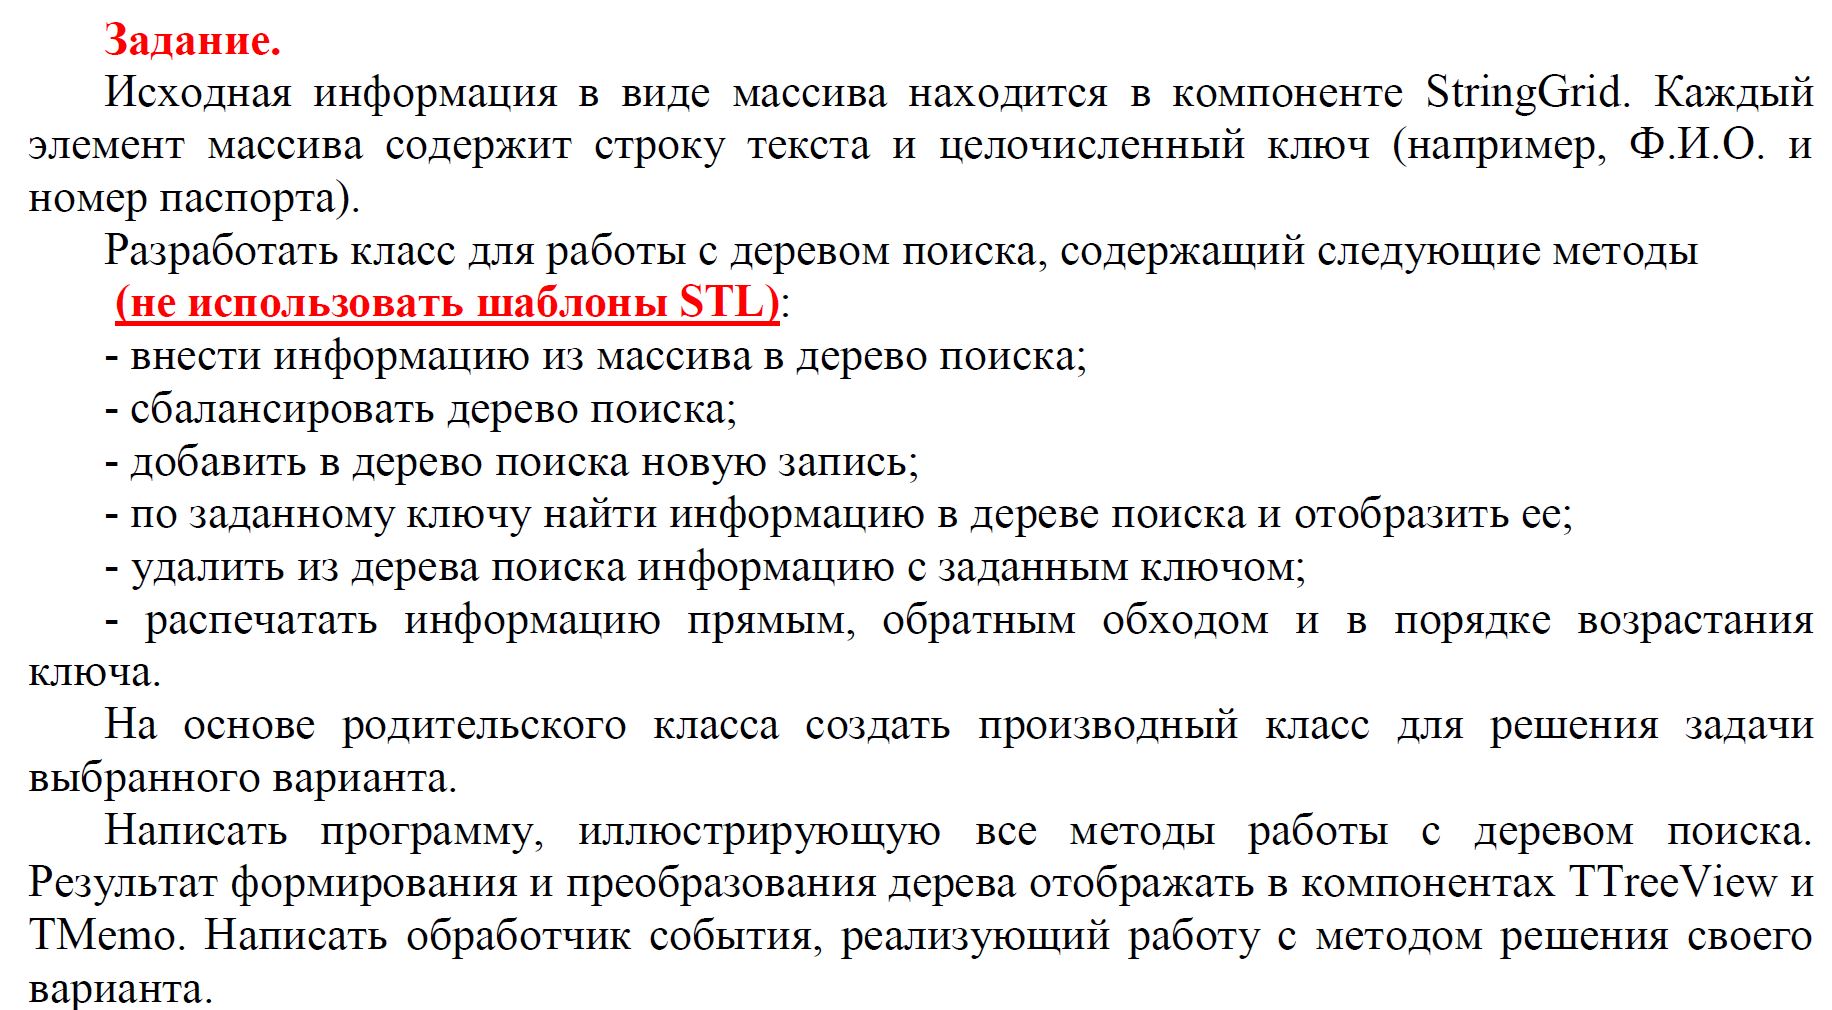 Задание.
Исходная информация в виде массива находится в компоненте StringGrid. Каждый
элемент массива содержит строку текста и целочисленный ключ (например, Ф.И.О. и
номер паспорта).
Разработать класс для работы с деревом поиска, содержащий следующие методы
(не использовать шаблоны STL):
- внести информацию из массива в дерево поиска;
- сбалансировать дерево поиска;
- добавить в дерево поиска новую запись;
- по заданному ключу найти информацию в дереве поиска и отобразить ее;
- удалить из дерева поиска информацию с заданным ключом;
- распечатать информацию прямым, обратным обходом и в порядке возрастания
ключа.
На основе родительского класса создать производный класс для решения задачи
выбранного варианта.
Написать программу, иллюстрирующую все методы работы с деревом поиска.
Результат формирования и преобразования дерева отображать в компонентах TTreeView и
TMemo. Написать обработчик события, реализующий работу с методом решения своего
варианта.